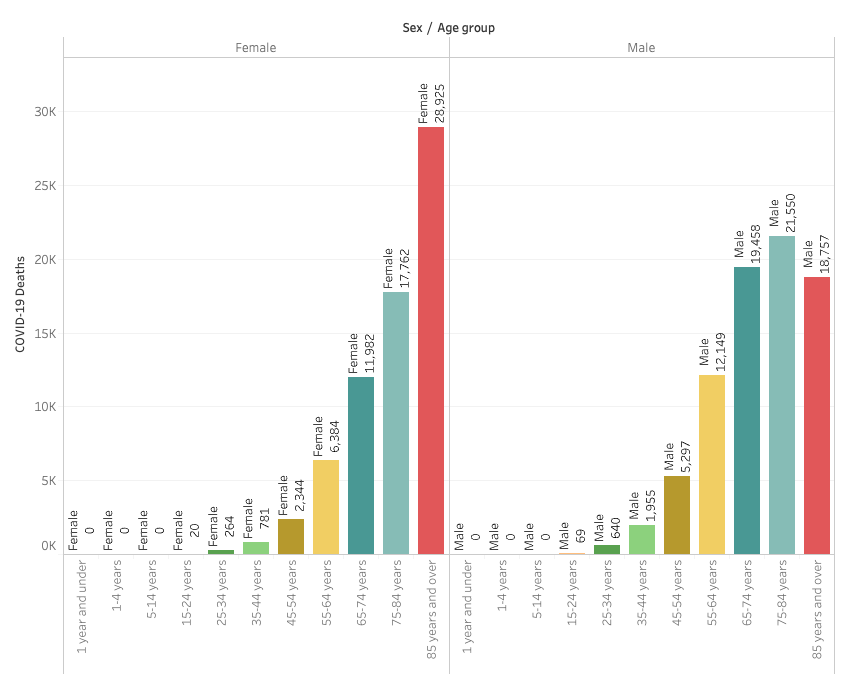 Sex / Age group
Female
Male
COVID-19 Deaths
30K
25K
20K
15K
10K
5K
0K
Female
0
Female
0
Female
0
Female
20
Female
264
Female
781
Female
2,344
Female
6,384
Female
11,982
Female
17,762
Female
28,925
Male
0
Male
0
Male
0
Male
69
Male
640
Male
1,955
Male
5,297
Male
12,149
Male
19,458
Male
21,550
Male
18,757
1 year and under
1-4 years
5-14 years
15-24 years
25-34 years
35-44 years
45-54 years
55-64 years
65-74 years
75-84 years
85 years and over
1 year and under
1-4 years
5-14 years
15-24 years
25-34 years
35-44 years
45-54 years
55-64 years
65-74 years
75-84 years
85 years and over